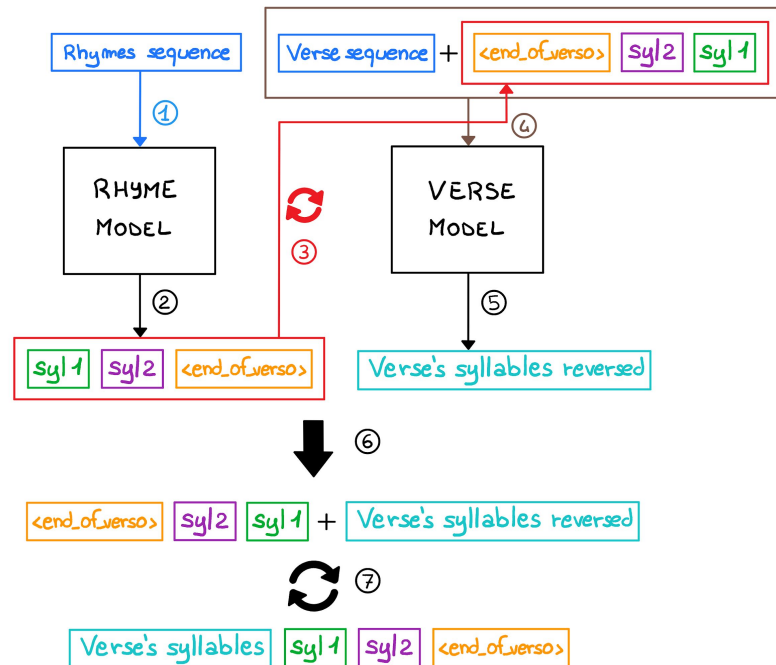 Rhymes sequence
Verse sequence + <end_of_verso> syl2 syl1
①
④
RHYME
MODEL
VERSE
MODEL
③
②
⑤
syl1 syl2 <end_of_verso>
Verse's syllables reversed
⑥
<end_of_verso> syl2 syl1 + Verse's syllables reversed
⑦
Verse's syllables syl1 syl2 <end_of_verso>